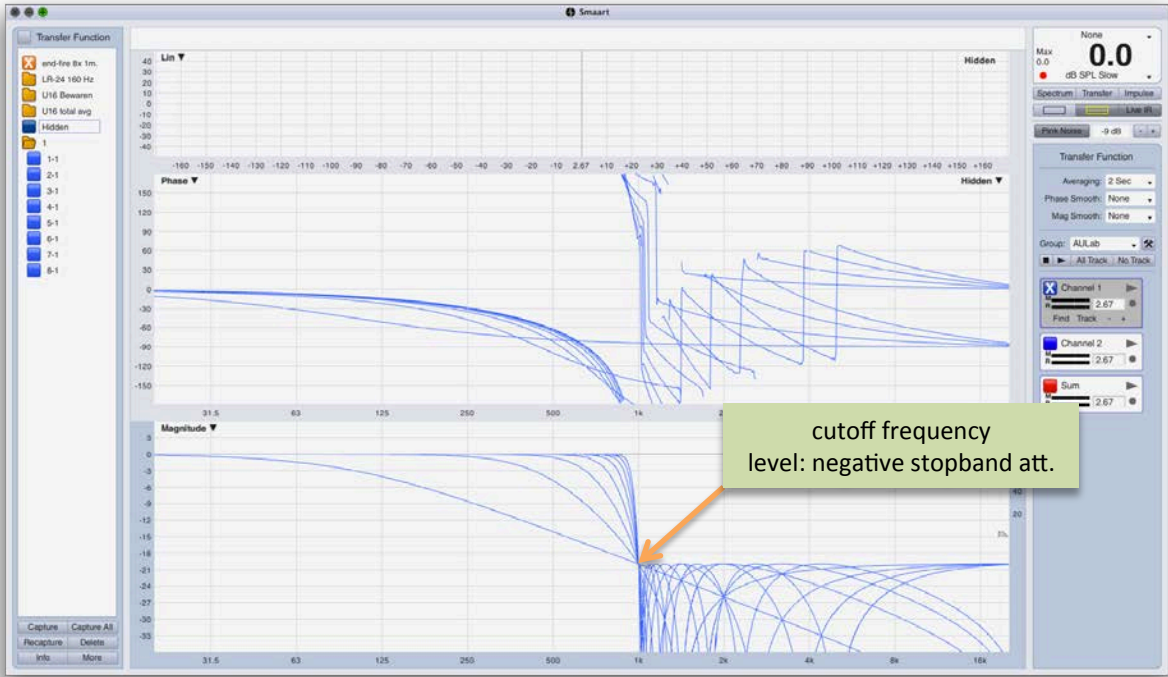 Smaart
Transfer Function
end-fire 8x 1m.
LR-24 160 Hz
U16 Bewaren
U16 total avg
Hidden
1
1-1
2-1
3-1
4-1
5-1
6-1
7-1
8-1
Capture Capture All
Recapture Delete
Info More
Lin ▼ Hidden
40
30
20
10
0
-10
-20
-30
-40
-160 -150 -140 -130 -120 -110 -100 -90 -80 -70 -60 -50 -40 -30 -20 -10 2.67 +10 +20 +30 +40 +50 +60 +70 +80 +90 +100 +110 +120 +130 +140 +150 +160
Phase ▼ Hidden ▼
150
120
90
60
30
0
-30
-60
-90
-120
-150
31.5 63 125 250 500 1k
cutoff frequency
level: negative stopband att.
Magnitude ▼
3
0
-3
-6
-9
-12
-15
-18
-21
-24
-27
-30
-33
40
20
31.5 63 125 250 500 1k 2k 4k 8k 16k
None
Max
0.0
0.0
dB SPL Slow
Spectrum Transfer Impulse
Live IR
Pink Noise -9 dB - +
Transfer Function
Averaging: 2 Sec
Phase Smooth: None
Mag Smooth: None
Group: AULab
All Track No Track
Channel 1
M
R 2.67
Find Track - +
Channel 2
M
R 2.67
Sum
M
R 2.67